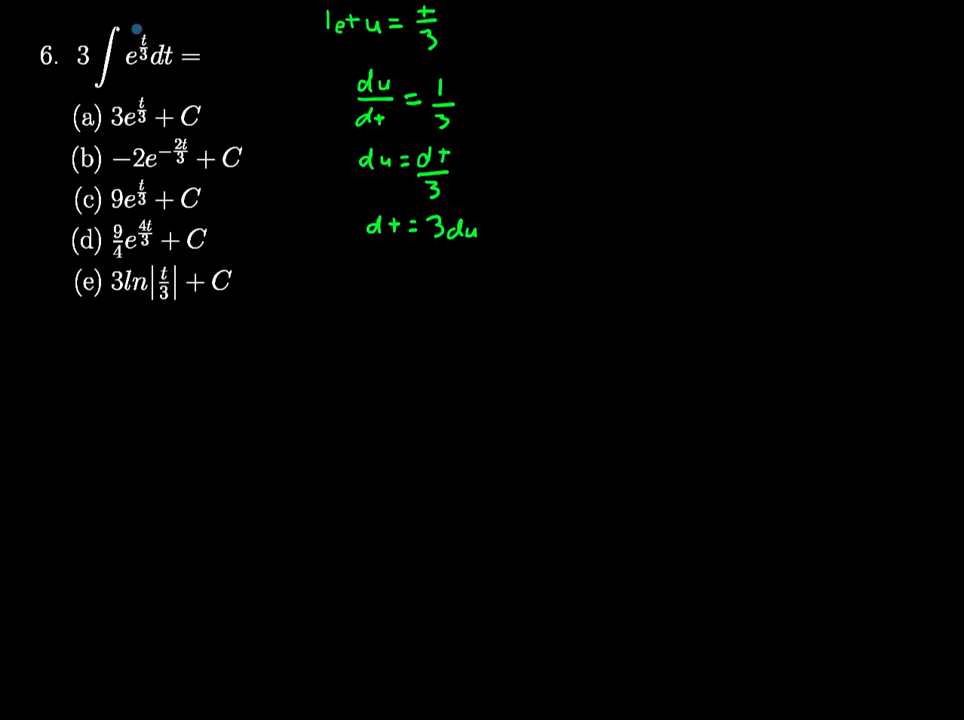 6. 3∫e^{t/3}dt =
(a) 3e^{t/3} + C
(b) −2e^{−2t/3} + C
(c) 9e^{t/3} + C
(d) 9/4 e^{4t/3} + C
(e) 3ln|t/3| + C
let u = t/3
du/dt = 1/3
du = dt/3
dt = 3du